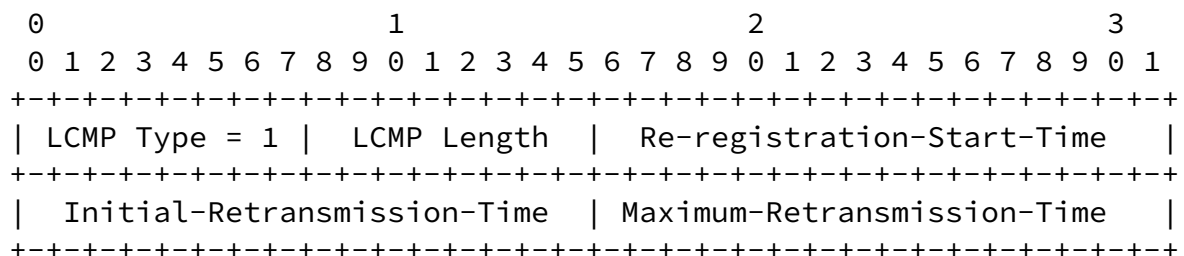 0                   1                   2                   3
 0 1 2 3 4 5 6 7 8 9 0 1 2 3 4 5 6 7 8 9 0 1 2 3 4 5 6 7 8 9 0 1
+-+-+-+-+-+-+-+-+-+-+-+-+-+-+-+-+-+-+-+-+-+-+-+-+-+-+-+-+-+-+-+-+
| LCMP Type = 1 |  LCMP Length  |  Re-registration-Start-Time   |
+-+-+-+-+-+-+-+-+-+-+-+-+-+-+-+-+-+-+-+-+-+-+-+-+-+-+-+-+-+-+-+-+
|  Initial-Retransmission-Time  | Maximum-Retransmission-Time   |
+-+-+-+-+-+-+-+-+-+-+-+-+-+-+-+-+-+-+-+-+-+-+-+-+-+-+-+-+-+-+-+-+